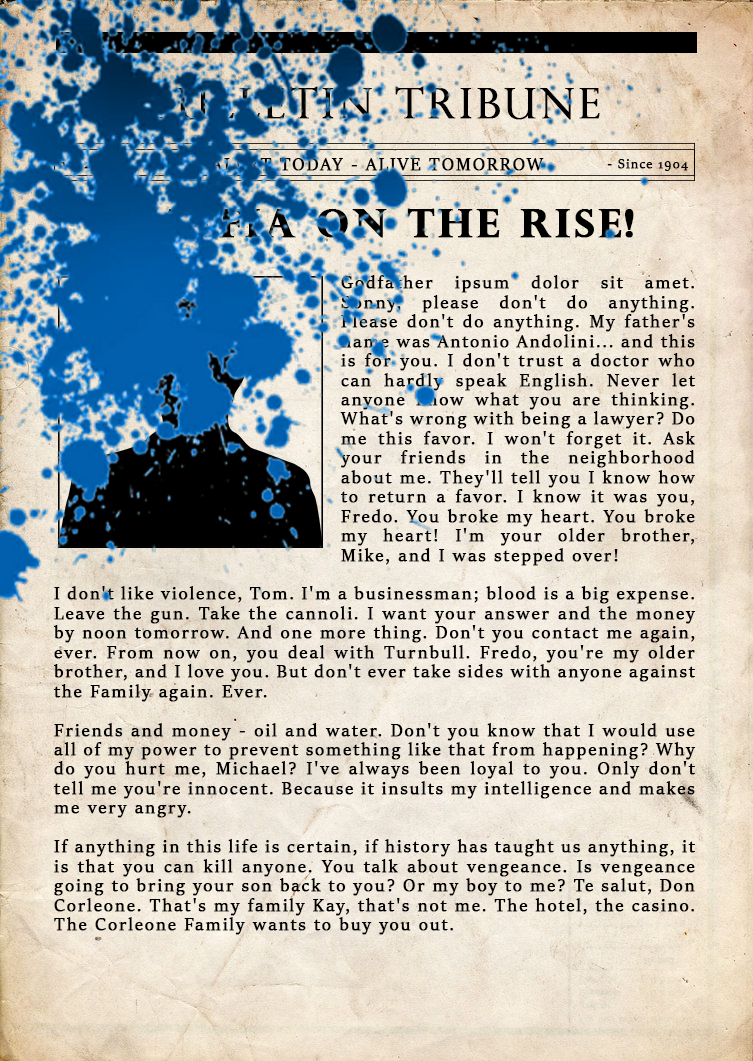 TRIBUNE
TODAY - ALIVE TOMORROW
- Since 1904
ON THE RISE!
Godfather ipsum dolor sit amet.
Sonny, please don't do anything.
Please don't do anything. My father's
name was Antonio Andolini... and this
is for you. I don't trust a doctor who
can hardly speak English. Never let
anyone know what you are thinking.
What's wrong with being a lawyer? Do
me this favor. I won't forget it. Ask
your friends in the neighborhood
about me. They'll tell you I know how
to return a favor. I know it was you,
Fredo. You broke my heart. You broke
my heart! I'm your older brother,
Mike, and I was stepped over!
I don't like violence, Tom. I'm a businessman; blood is a big expense.
Leave the gun. Take the cannoli. I want your answer and the money
by noon tomorrow. And one more thing. Don't you contact me again,
ever. From now on, you deal with Turnbull. Fredo, you're my older
brother, and I love you. But don't ever take sides with anyone against
the Family again. Ever.
Friends and money - oil and water. Don't you know that I would use
all of my power to prevent something like that from happening? Why
do you hurt me, Michael? I've always been loyal to you. Only don't
tell me you're innocent. Because it insults my intelligence and makes
me very angry.
If anything in this life is certain, if history has taught us anything, it
is that you can kill anyone. You talk about vengeance. Is vengeance
going to bring your son back to you? Or my boy to me? Te salut, Don
Corleone. That's my family Kay, that's not me. The hotel, the casino.
The Corleone Family wants to buy you out.